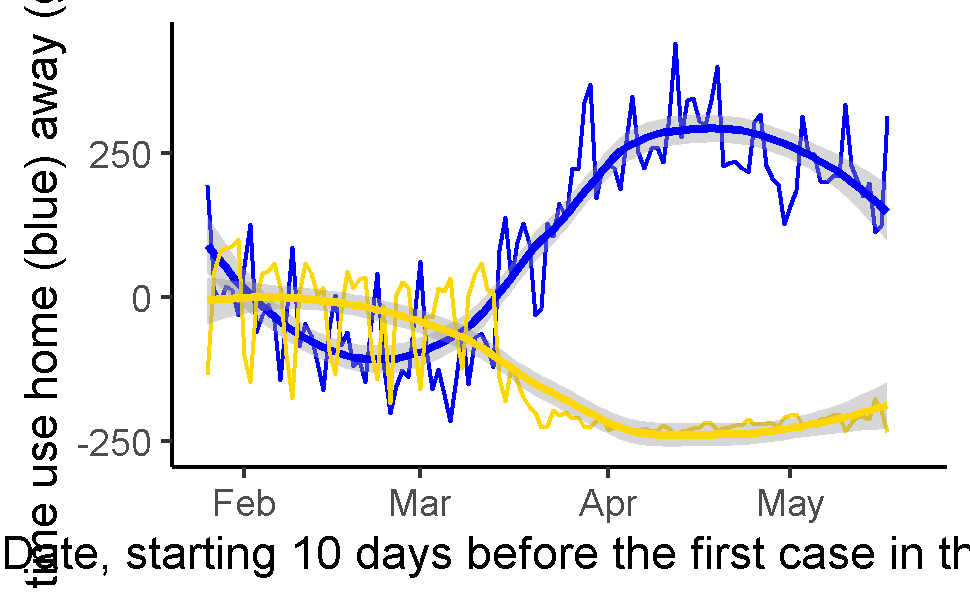 time use home (blue) away (
250
0
-250
Feb Mar Apr May
Date, starting 10 days before the first case in th